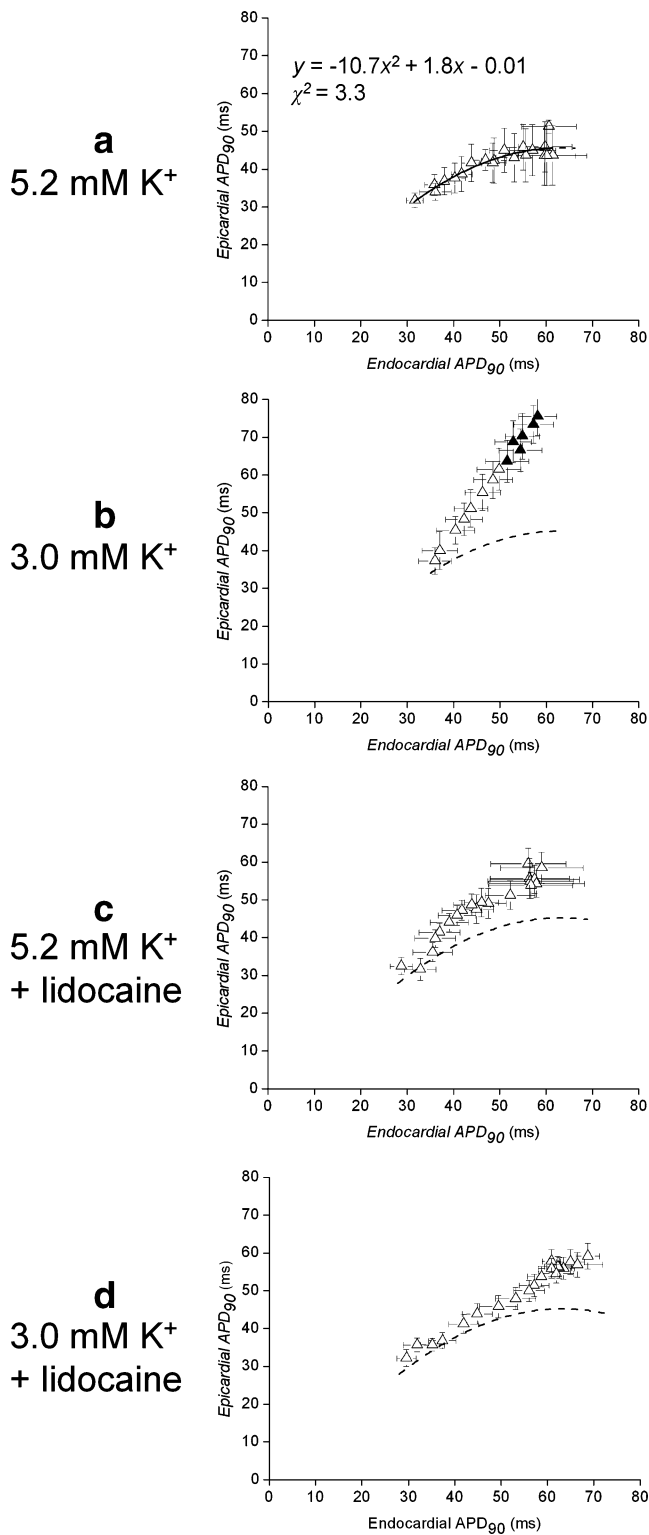 a
5.2 mM K⁺
y = -10.7x² + 1.8x - 0.01
χ² = 3.3
Epicardial APD₉₀ (ms)
80
70
60
50
40
30
20
10
0
0 10 20 30 40 50 60 70 80
Endocardial APD₉₀ (ms)
b
3.0 mM K⁺
Epicardial APD₉₀ (ms)
80
70
60
50
40
30
20
10
0
0 10 20 30 40 50 60 70 80
Endocardial APD₉₀ (ms)
c
5.2 mM K⁺
+ lidocaine
Epicardial APD₉₀ (ms)
80
70
60
50
40
30
20
10
0
0 10 20 30 40 50 60 70 80
Endocardial APD₉₀ (ms)
d
3.0 mM K⁺
+ lidocaine
Epicardial APD₉₀ (ms)
80
70
60
50
40
30
20
10
0
0 10 20 30 40 50 60 70 80
Endocardial APD₉₀ (ms)